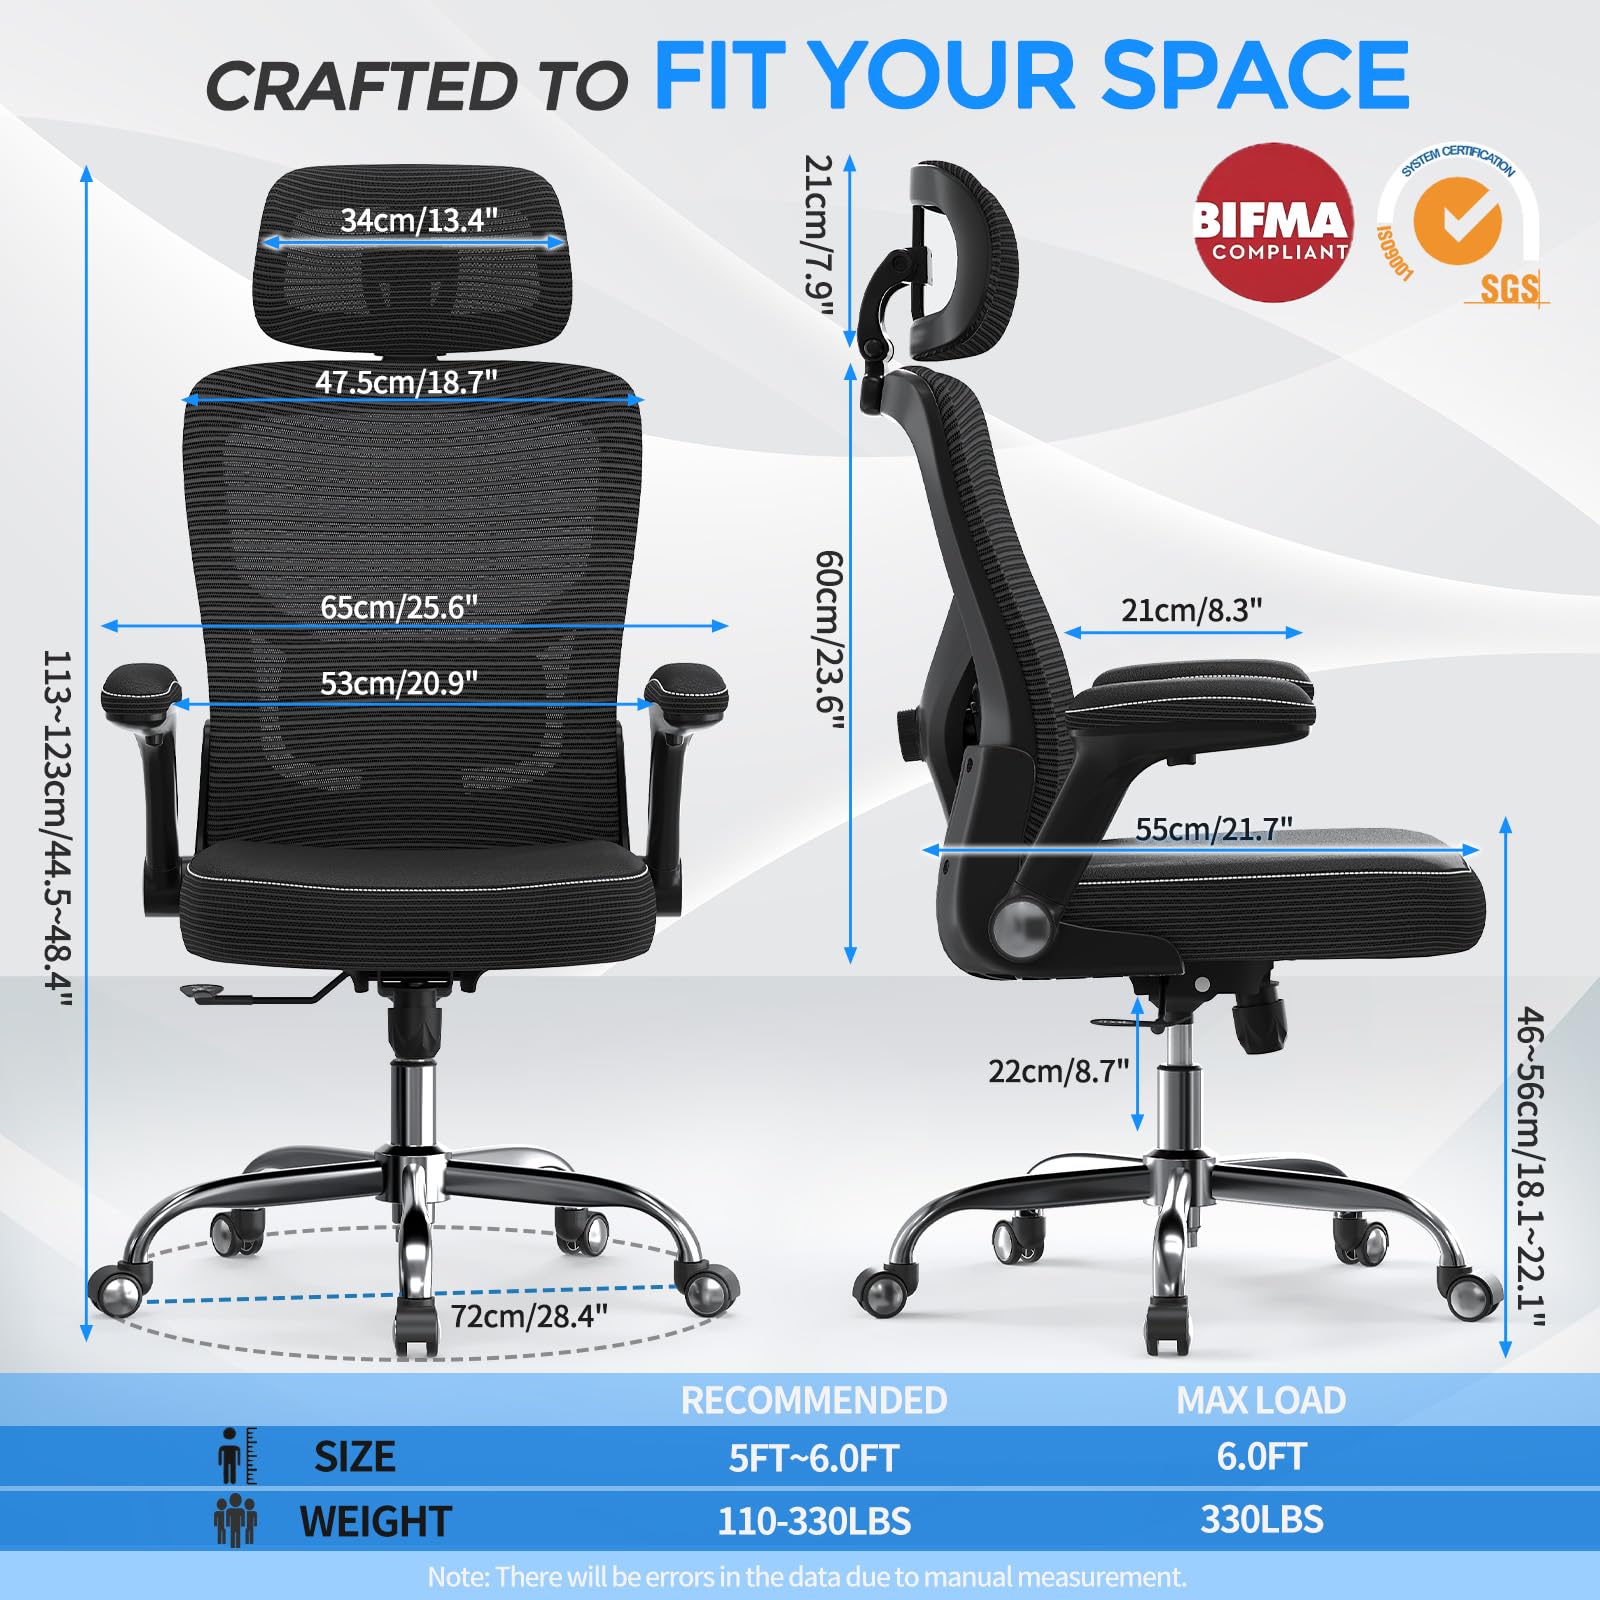 CRAFTED TO FIT YOUR SPACE
BIFMA
COMPLIANT
SYSTEM CERTIFICATION
ISO9001
SGS
34cm/13.4"
47.5cm/18.7"
65cm/25.6"
53cm/20.9"
113~123cm/44.5~48.4"
72cm/28.4"
21cm/7.9"
60cm/23.6"
21cm/8.3"
55cm/21.7"
22cm/8.7"
46~56cm/18.1~22.1"
RECOMMENDED MAX LOAD
SIZE 5FT~6.0FT 6.0FT
WEIGHT 110-330LBS 330LBS
Note: There will be errors in the data due to manual measurement.